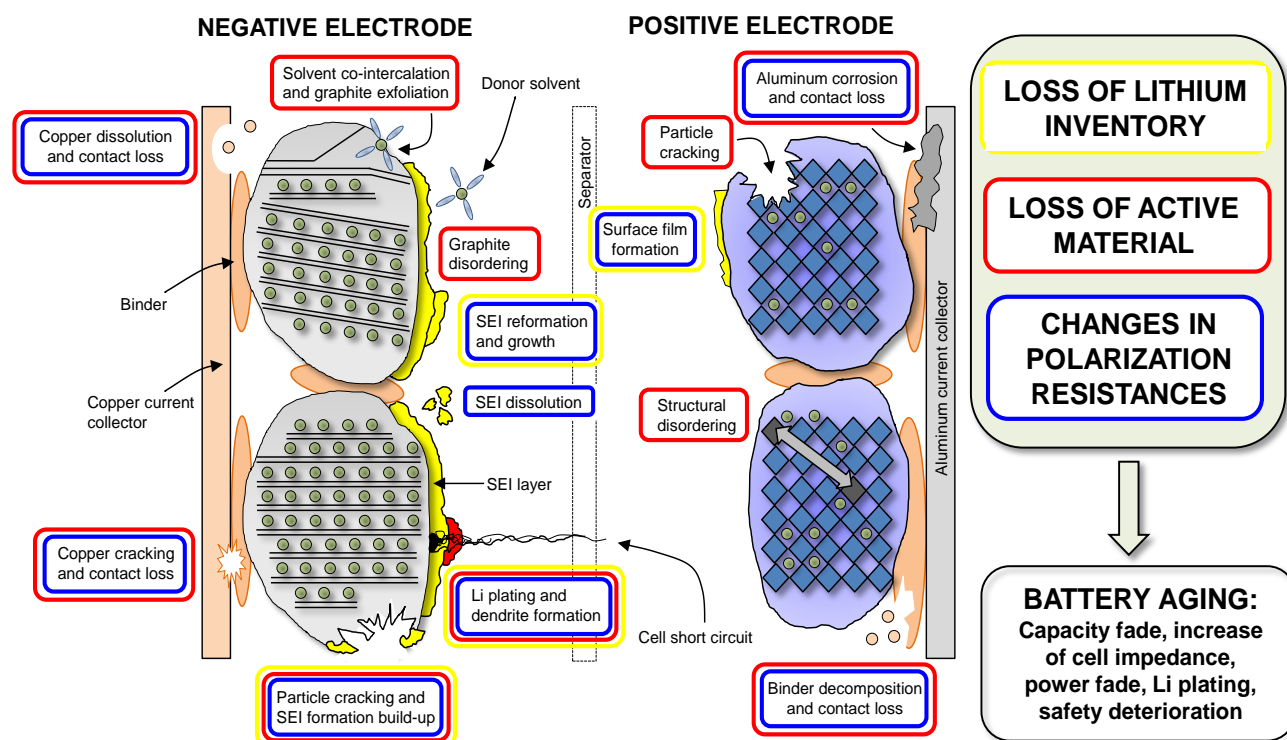 NEGATIVE ELECTRODE
POSITIVE ELECTRODE
Solvent co-intercalation
and graphite exfoliation
Donor solvent
Copper dissolution
and contact loss
Graphite
disordering
Binder
SEI reformation
and growth
Copper current
collector
SEI dissolution
SEI layer
Copper cracking
and contact loss
Li plating and
dendrite formation
Cell short circuit
Particle cracking and
SEI formation build-up
Separator
Aluminum corrosion
and contact loss
Particle
cracking
Surface film
formation
Structural
disordering
Aluminum current collector
Binder decomposition
and contact loss
LOSS OF LITHIUM
INVENTORY
LOSS OF ACTIVE
MATERIAL
CHANGES IN
POLARIZATION
RESISTANCES
BATTERY AGING:
Capacity fade, increase
of cell impedance,
power fade, Li plating,
safety deterioration